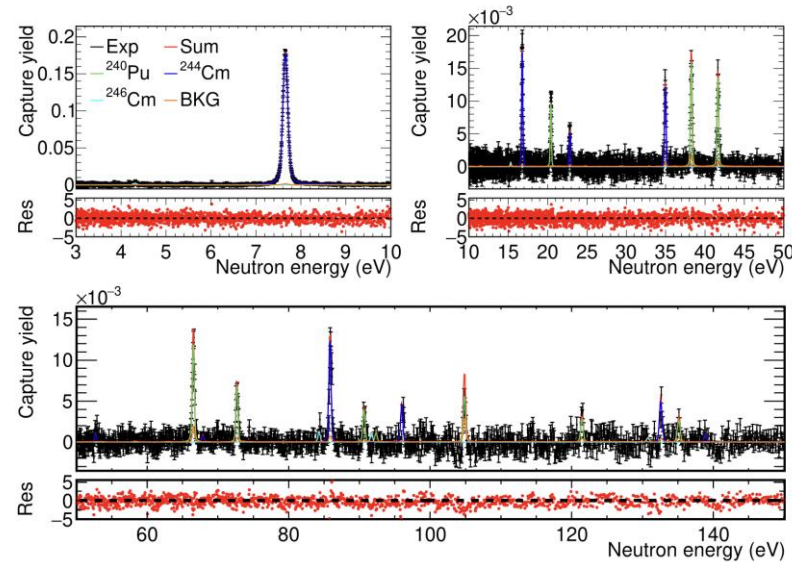 Capture yield
0.2
0.15
0.1
0.05
0
Exp Sum
²⁴⁰Pu ²⁴⁴Cm
²⁴⁶Cm BKG
Res
5
0
−5
3 4 5 6 7 8 9 10
Neutron energy (eV)
×10⁻³
Capture yield
20
15
10
5
0
Res
5
0
−5
10 15 20 25 30 35 40 45 50
Neutron energy (eV)
×10⁻³
Capture yield
15
10
5
0
Res
5
0
−5
60 80 100 120 140
Neutron energy (eV)